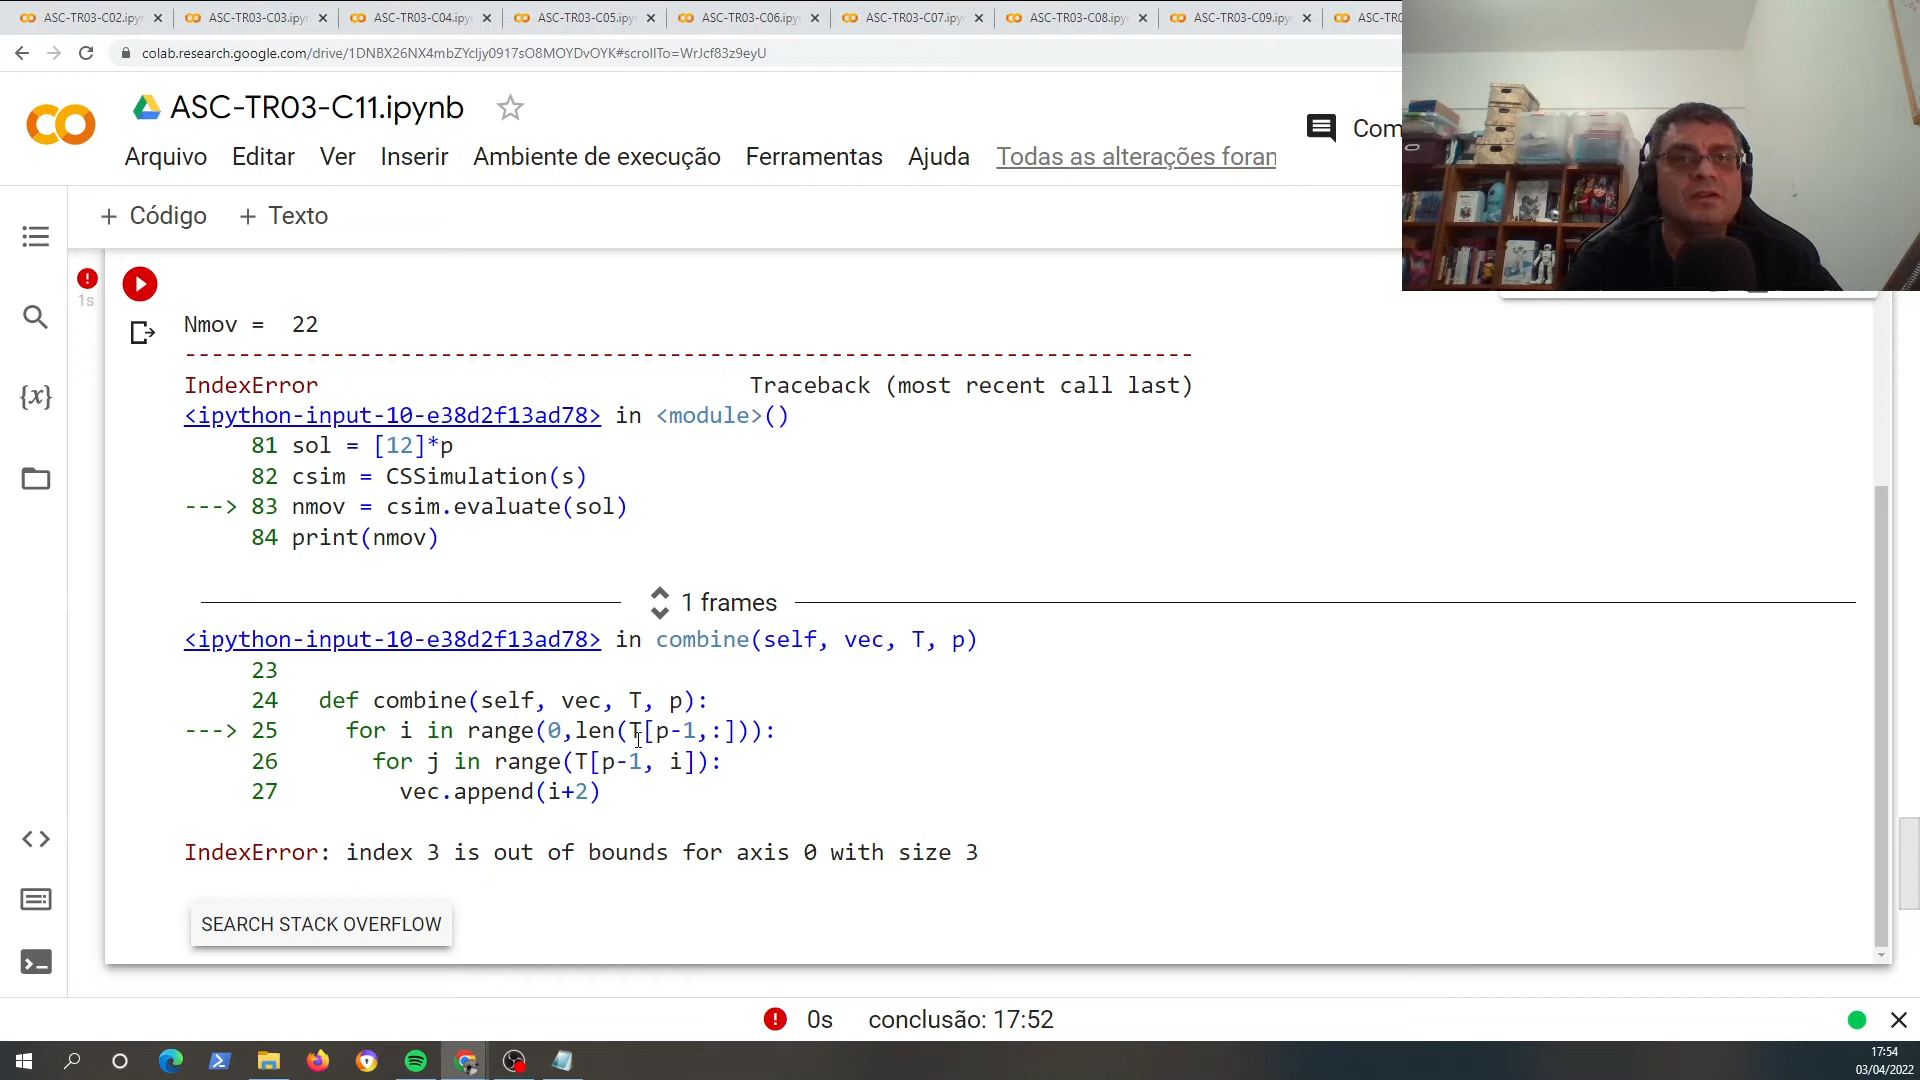 ASC-TR03-C02.ipy
ASC-TR03-C03.ipyn
ASC-TR03-C04.ipy
ASC-TR03-C05.ipyn
ASC-TR03-C06.ipy
ASC-TR03-C07.ipyn
ASC-TR03-C08.ipy
ASC-TR03-C09.ipy
ASC-TR0
colab.research.google.com/drive/1DNBX26NX4mbZYcIjy0917sO8MOYDvOYK#scrollTo=WrJcf83z9eyU
ASC-TR03-C11.ipynb
Com
Arquivo Editar Ver Inserir Ambiente de execução Ferramentas Ajuda Todas as alterações foran
+ Código + Texto
1s
{x}
Nmov = 22
---------------------------------------------------------------------------
IndexError Traceback (most recent call last)
<ipython-input-10-e38d2f13ad78> in <module>()
81 sol = [12]*p
82 csim = CSSimulation(s)
---> 83 nmov = csim.evaluate(sol)
84 print(nmov)
1 frames
<ipython-input-10-e38d2f13ad78> in combine(self, vec, T, p)
23
24 def combine(self, vec, T, p):
---> 25 for i in range(0,len(T[p-1,:])):
26 for j in range(T[p-1, i]):
27 vec.append(i+2)
IndexError: index 3 is out of bounds for axis 0 with size 3
SEARCH STACK OVERFLOW
0s conclusão: 17:52
17:54
03/04/2022